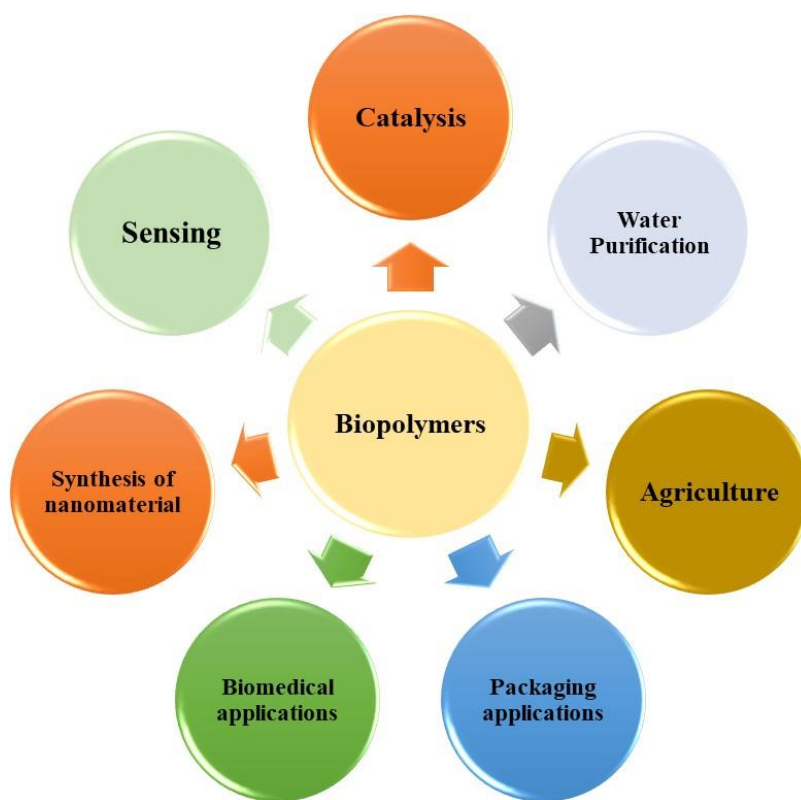 Catalysis
Water
Purification
Agriculture
Packaging
applications
Biomedical
applications
Synthesis of
nanomaterial
Sensing
Biopolymers